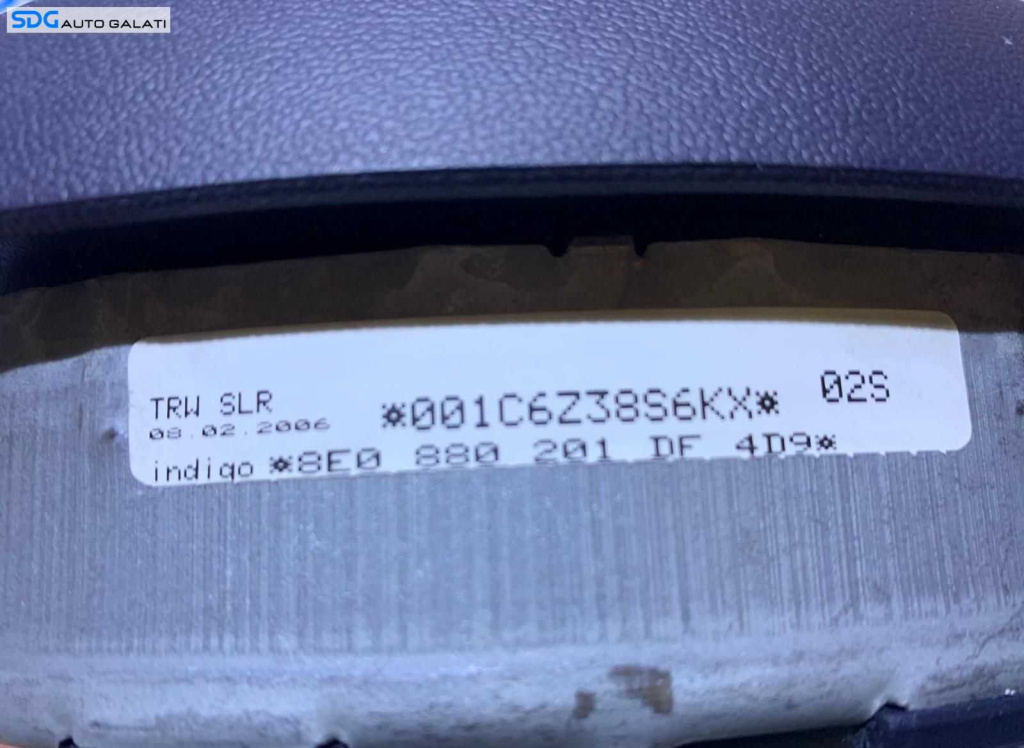 SDG AUTO GALATI
TRW SLR
08.02.2006
*001C6Z38S6KX*
02S
indigo *8E0 880 201 DF 4D9*